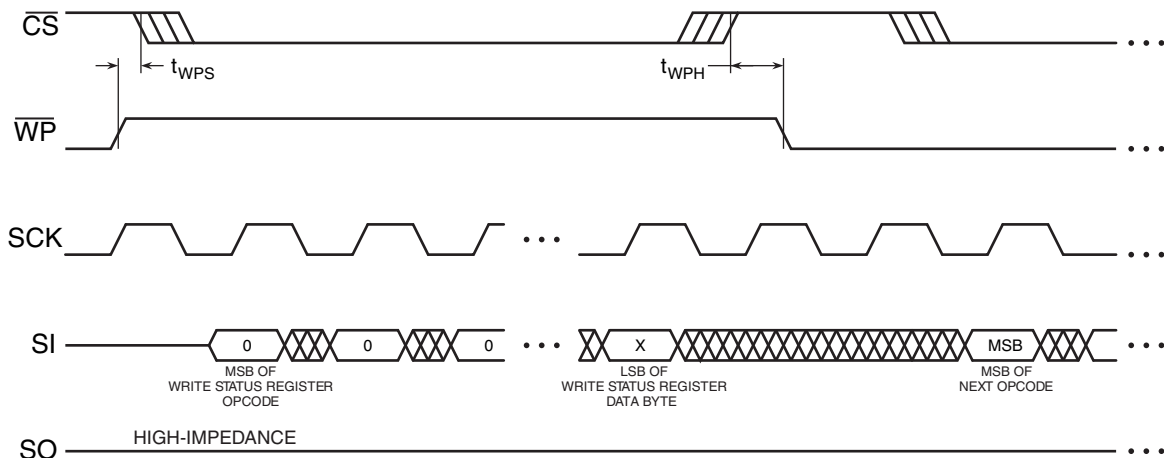 CS
tWPS
tWPH
WP
SCK
SI
0
0
0
X
MSB
MSB OF
WRITE STATUS REGISTER
OPCODE
LSB OF
WRITE STATUS REGISTER
DATA BYTE
MSB OF
NEXT OPCODE
SO
HIGH-IMPEDANCE